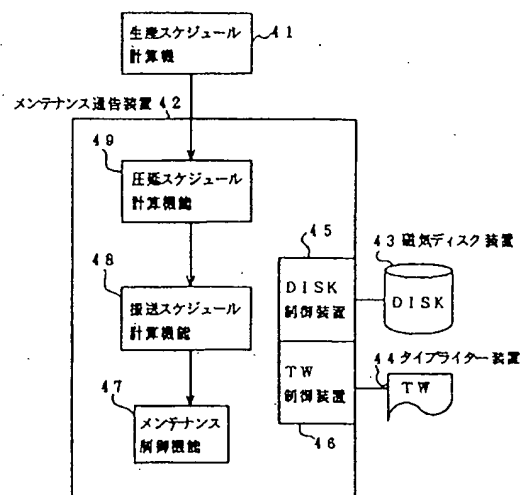 生産スケジュール
計算機
41
メンテナンス通告装置 42
49
圧延スケジュール
計算機能
48
搬送スケジュール
計算機能
47
メンテナンス
制御機能
45
DISK
制御装置
TW
制御装置
46
43 磁気ディスク装置
DISK
44 タイプライター装置
TW